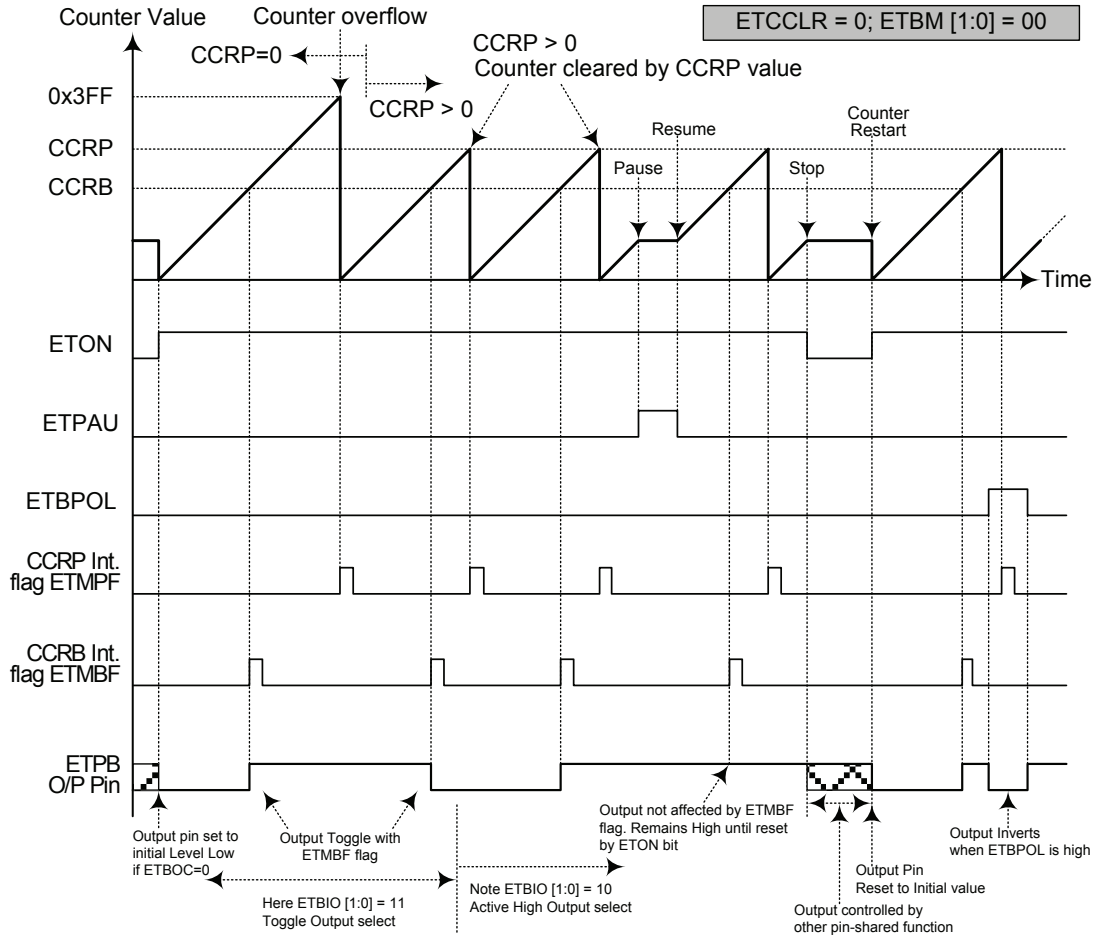 Counter Value
Counter overflow
ETCCLR = 0; ETBM [1:0] = 00
CCRP=0
CCRP > 0
CCRP > 0
Counter cleared by CCRP value
0x3FF
CCRP
CCRB
Pause
Resume
Stop
Counter
Restart
Time
ETON
ETPAU
ETBPOL
CCRP Int.
flag ETMPF
CCRB Int.
flag ETMBF
ETPB
O/P Pin
Output pin set to
initial Level Low
if ETBOC=0
Output Toggle with
ETMBF flag
Here ETBIO [1:0] = 11
Toggle Output select
Note ETBIO [1:0] = 10
Active High Output select
Output not affected by ETMBF
flag. Remains High until reset
by ETON bit
Output controlled by
other pin-shared function
Output Pin
Reset to Initial value
Output Inverts
when ETBPOL is high